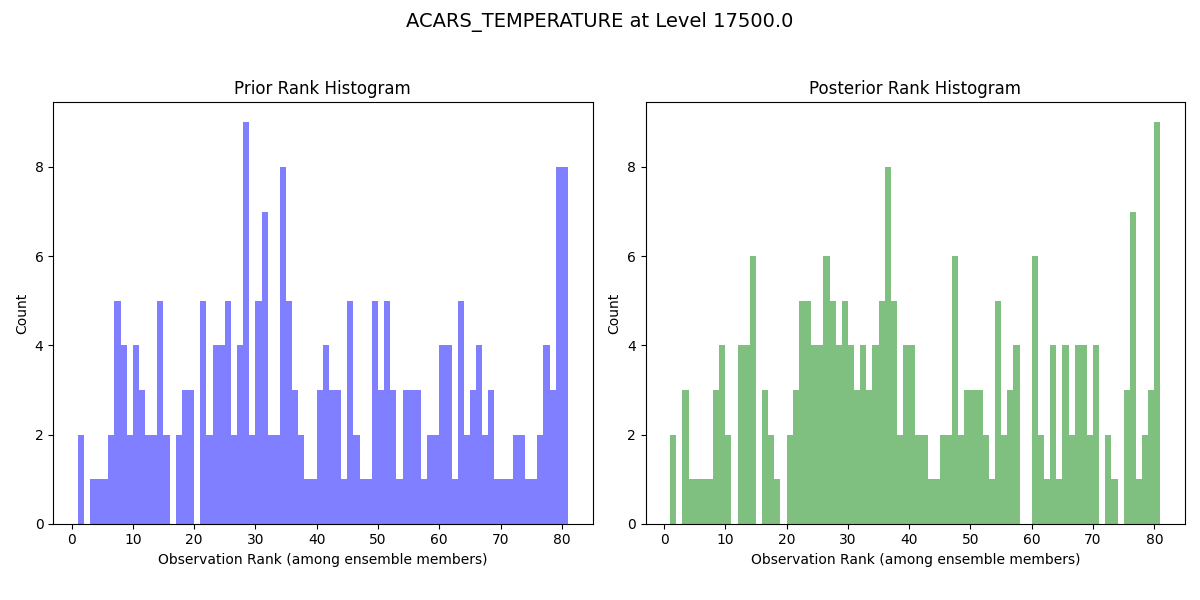 ACARS_TEMPERATURE at Level 17500.0
Prior Rank Histogram
Count
8
6
4
2
0
0 10 20 30 40 50 60 70 80
Observation Rank (among ensemble members)
Posterior Rank Histogram
Count
8
6
4
2
0
0 10 20 30 40 50 60 70 80
Observation Rank (among ensemble members)